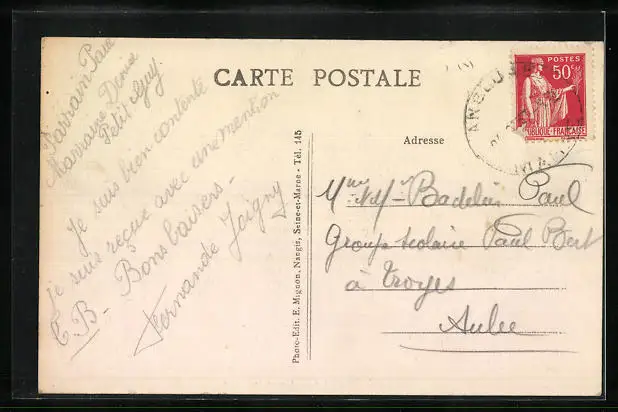 Parrain Paul
Marraine Denise
Petit Guy.
Je suis bien contente
je suis reçue avec une mention
T B - Bons baisers -
Fernande Joigny
Photo-Edit. E. Mignon, Nangis, Seine-et-Marne - Tél. 145
CARTE POSTALE
POSTES
50c
REPUBLIQUE FRANÇAISE
Adresse
Mme M Badelin Paul
Groupe scolaire Paul Bert
à Troyes
Aube